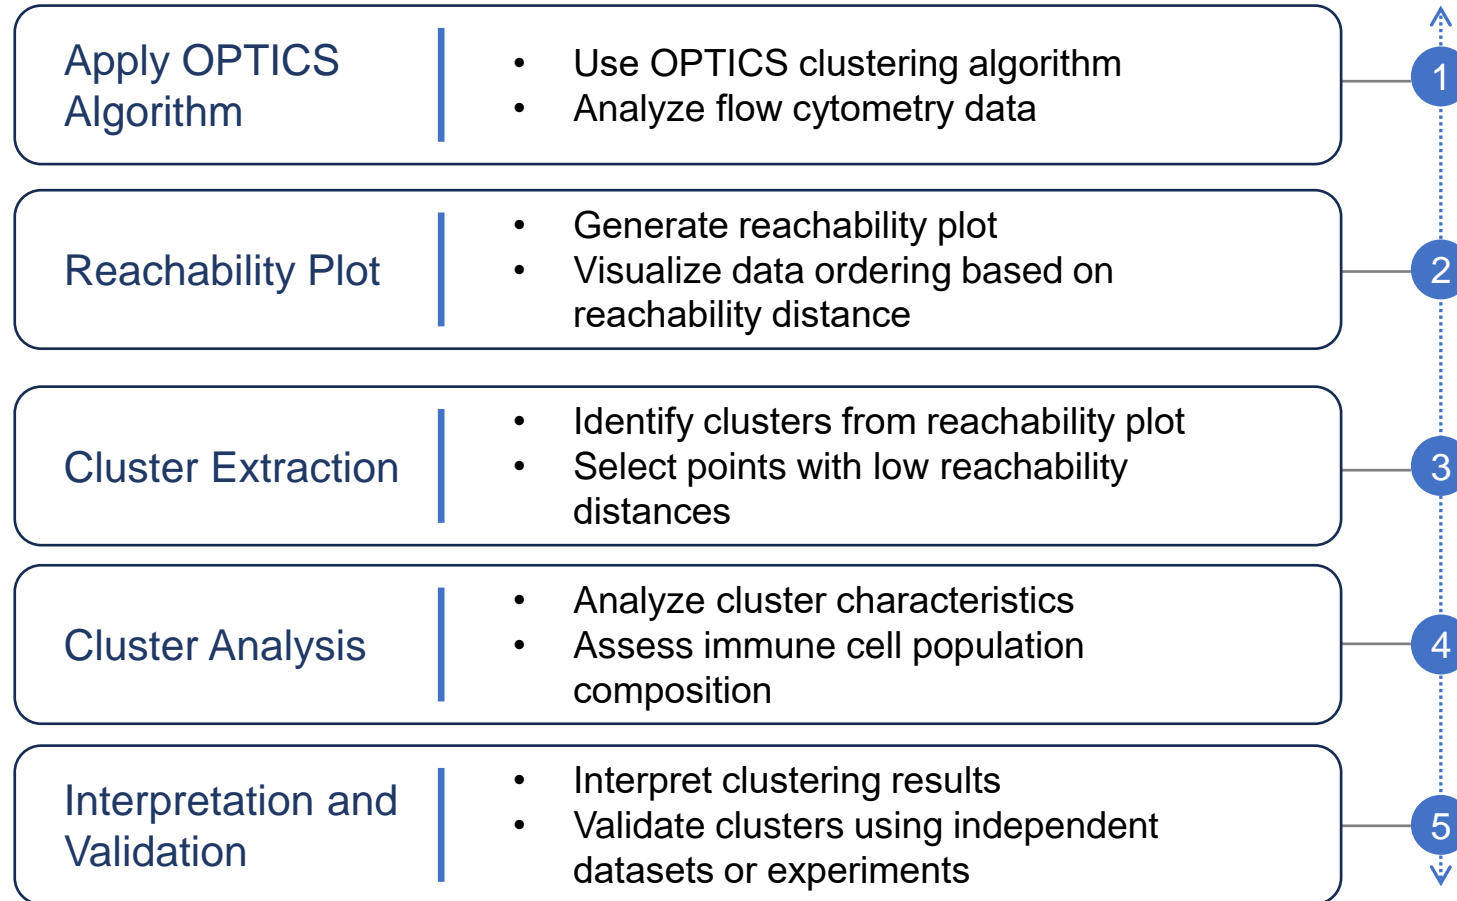 Apply OPTICS
Algorithm
• Use OPTICS clustering algorithm
• Analyze flow cytometry data
1
Reachability Plot
• Generate reachability plot
• Visualize data ordering based on
reachability distance
2
Cluster Extraction
• Identify clusters from reachability plot
• Select points with low reachability
distances
3
Cluster Analysis
• Analyze cluster characteristics
• Assess immune cell population
composition
4
Interpretation and
Validation
• Interpret clustering results
• Validate clusters using independent
datasets or experiments
5